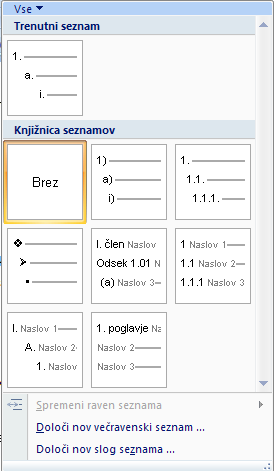 Vse
Trenutni seznam
1.
a.
i.
Knjižnica seznamov
Brez
1)
a)
i)
1.
1.1.
1.1.1.
I. člen Naslov
Odsek 1.01 N
(a) Naslov 3
1 Naslov 1
1.1 Naslov 2
1.1.1 Naslov 3
I. Naslov 1
A. Naslov 2
1. Naslov
1. poglavje Na
Naslov 2
Naslov 3
Spremeni raven seznama
Določi nov večravenski seznam ...
Določi nov slog seznama ...